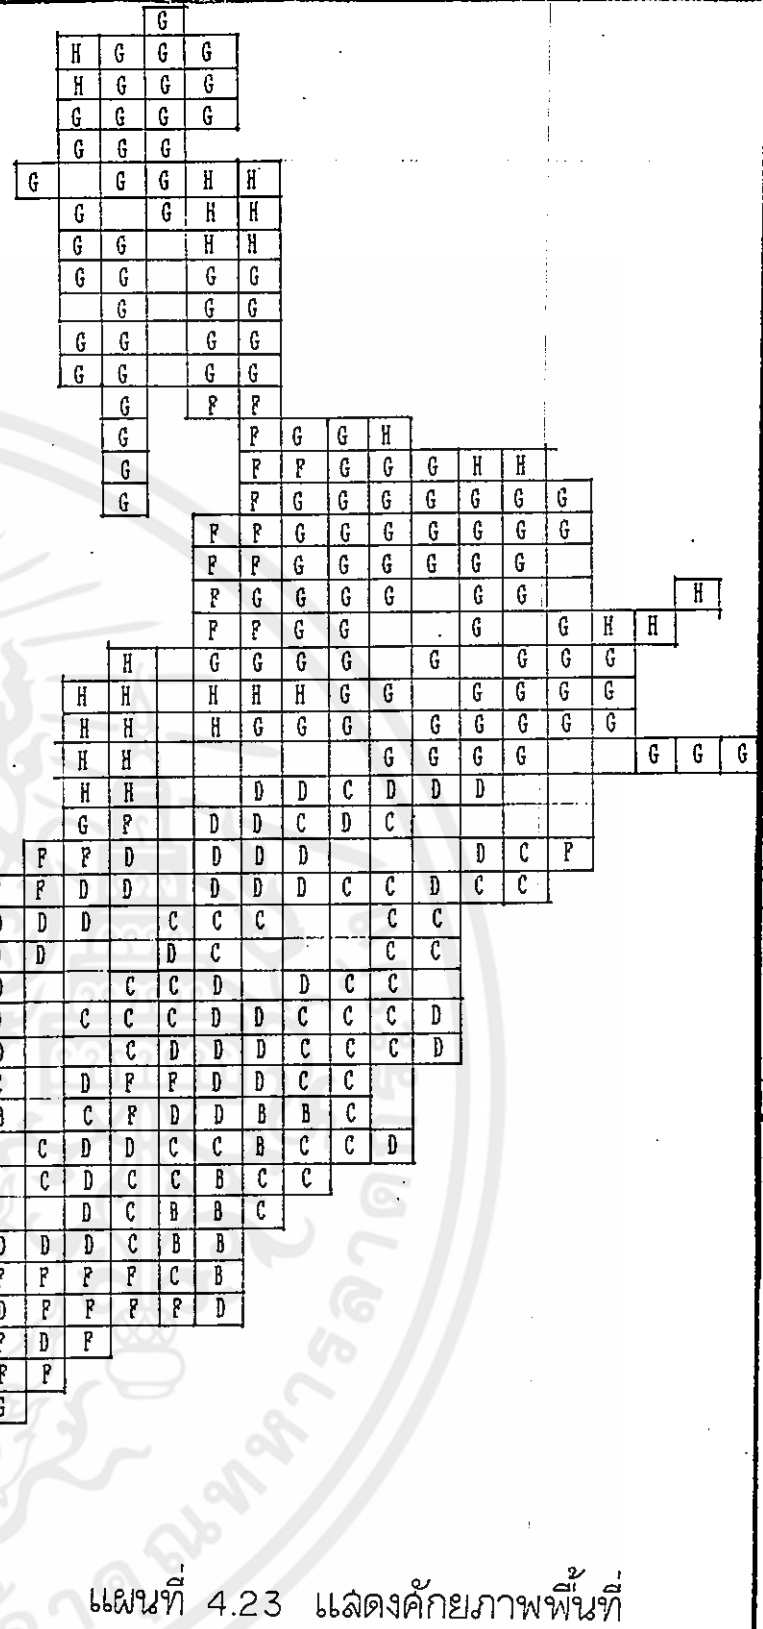 G
H G G G
H G G G
G G G G
G G G
G G G H H
G G H H
G G H H
G G G G
G G G
G G G G
G G G G
G F F
G F G G H
G F F G G G H H
G F G G G G G G G
F F G G G G G G G
F F G G G G G G
F G G G G G H
F F G G G G H H
H G G G G G G G G
H H H H H G G G G G G
H H H G G G G G G G G
H H G G G G G G G
H H D D C D D D
G F D D C D C
F F D D D D D C F
F D D D D D C C D C C
D D C C C C C
D D C C C
C C D D C C
C C C D D C C C D
C D D D C C C D
D F F D D C C
C F D D B B C
C D D C C B C C D
C D C C B C C
D C B B C
D D D C B B
F F F F C B
D F F F F D
F D F
F F
G
แผนที่ 4.23 แสดงศักยภาพพื้นที่